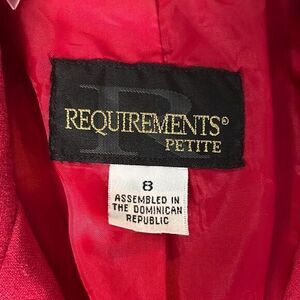 REQUIREMENTS®
PETITE
8
ASSEMBLED IN
THE DOMINICAN
REPUBLIC